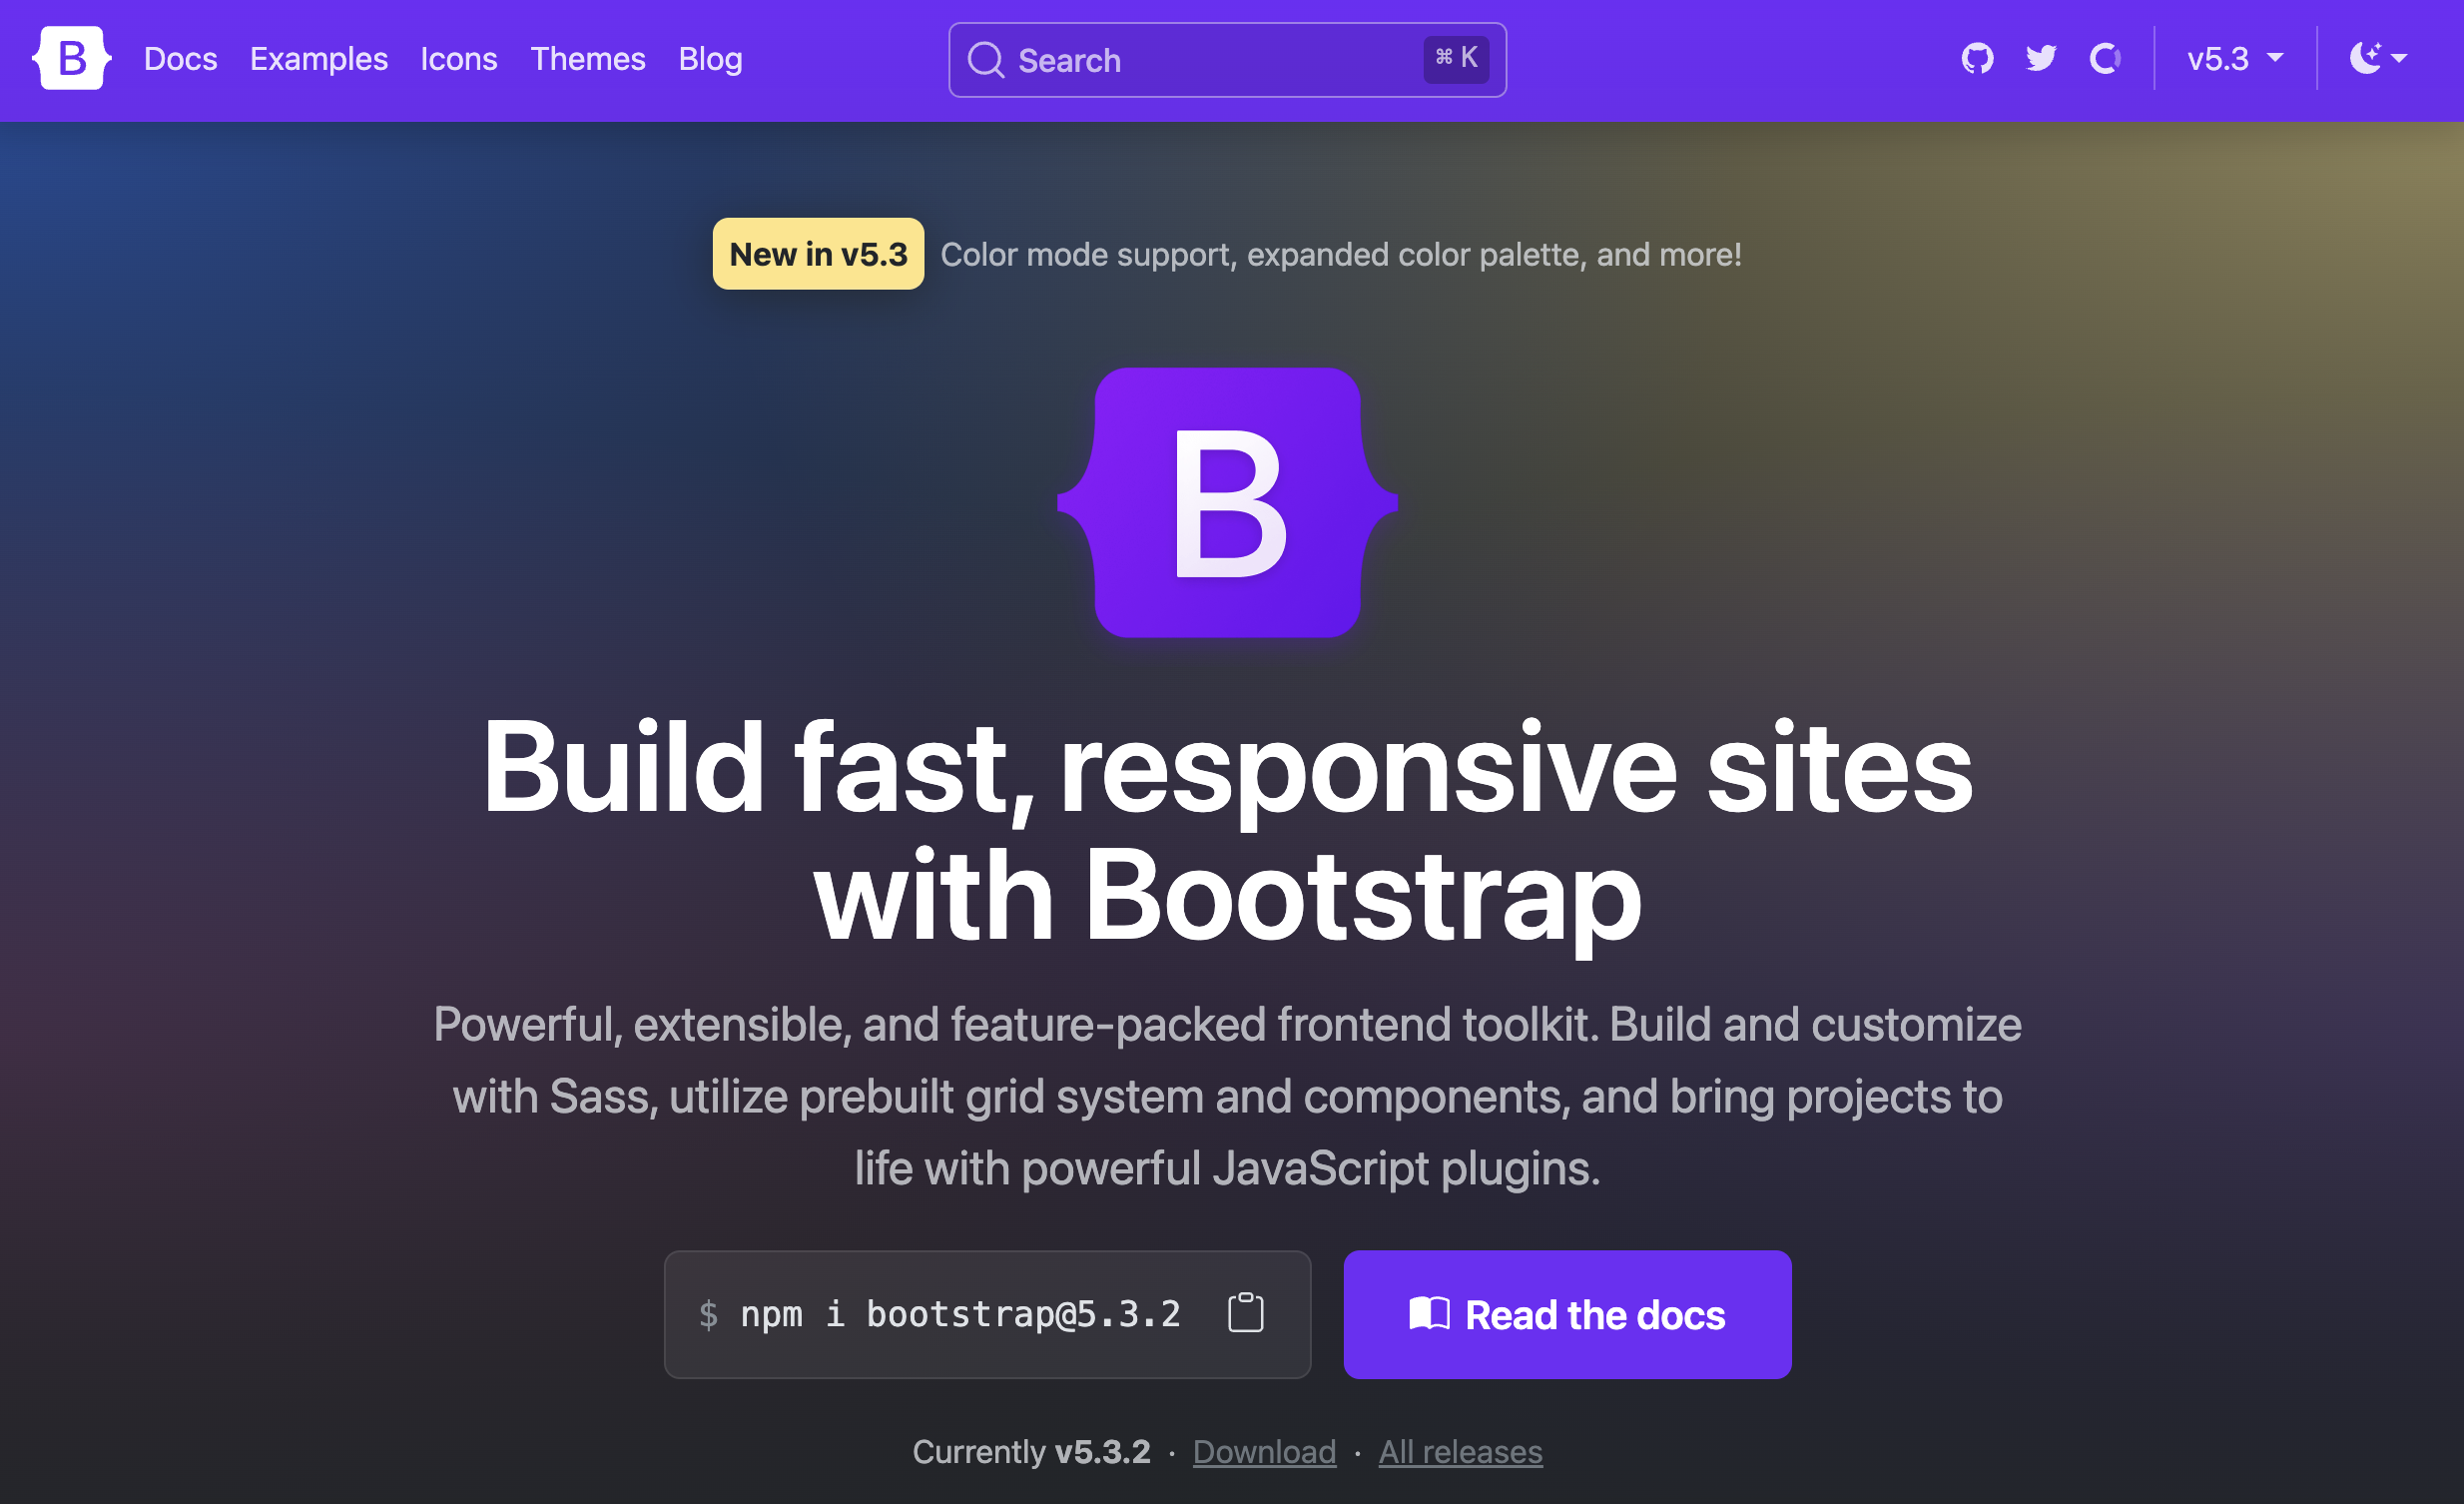 B Docs Examples Icons Themes Blog Search ⌘ K v5.3
New in v5.3 Color mode support, expanded color palette, and more!
B
Build fast, responsive sites
with Bootstrap
Powerful, extensible, and feature-packed frontend toolkit. Build and customize
with Sass, utilize prebuilt grid system and components, and bring projects to
life with powerful JavaScript plugins.
$ npm i bootstrap@5.3.2 Read the docs
Currently v5.3.2 · Download · All releases